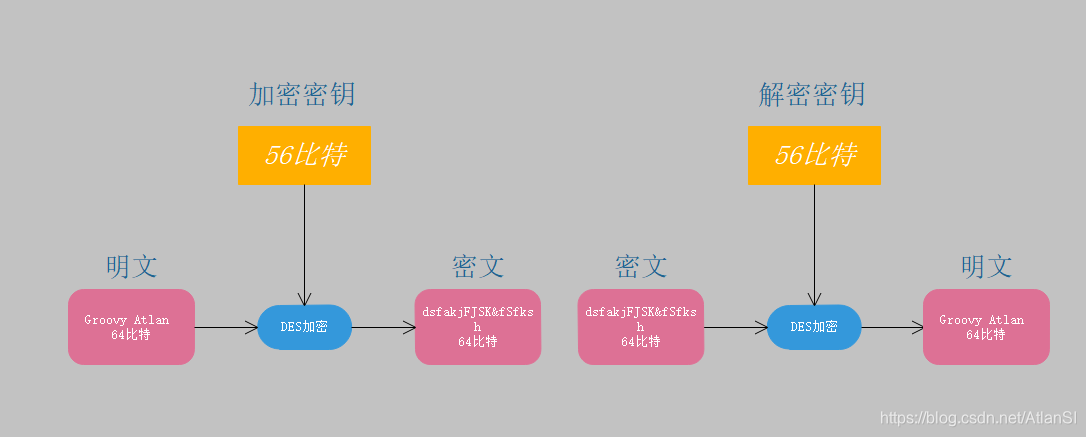 加密密钥
56比特
明文
Groovy Atlan
64比特
DES加密
密文
dsfakjFJSK&fSfks
h
64比特
解密密钥
56比特
密文
dsfakjFJSK&fSfks
h
64比特
DES加密
明文
Groovy Atlan
64比特
https://blog.csdn.net/AtlanSI